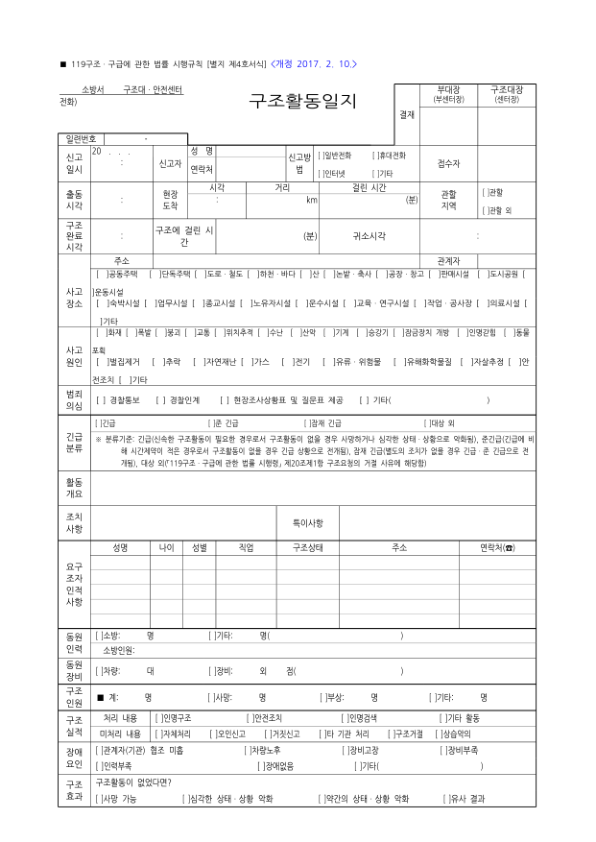 ■ 119구조ㆍ구급에 관한 법률 시행규칙 [별지 제4호서식] <개정 2017. 2. 10.>
소방서 구조대ㆍ안전센터
전화)
구조활동일지
결재
부대장
(부센터장)
구조대장
(센터장)
일련번호 -
신고
일시
20 . . .
:
신고자
성 명
연락처
신고방
법
[ ]일반전화 [ ]휴대전화
[ ]인터넷 [ ]기타
접수자
출동
시각
:
현장
도착
시각
:
거리
km
걸린 시간
(분)
관할
지역
[ ]관할
[ ]관할 외
구조
완료
시각
:
구조에 걸린 시
간
(분)
귀소시각
:
사고
장소
주소 관계자
[ ]공동주택 [ ]단독주택 [ ]도로ㆍ철도 [ ]하천ㆍ바다 [ ]산 [ ]논밭ㆍ축사 [ ]공장ㆍ창고 [ ]판매시설 [ ]도시공원 [
]운동시설
[ ]숙박시설 [ ]업무시설 [ ]종교시설 [ ]노유자시설 [ ]운수시설 [ ]교육ㆍ연구시설 [ ]작업ㆍ공사장 [ ]의료시설 [
]기타
사고
원인
[ ]화재 [ ]폭발 [ ]붕괴 [ ]교통 [ ]위치추적 [ ]수난 [ ]산악 [ ]기계 [ ]승강기 [ ]잠금장치 개방 [ ]인명갇힘 [ ]동물
포획
[ ]벌집제거 [ ]추락 [ ]자연재난 [ ]가스 [ ]전기 [ ]유류ㆍ위험물 [ ]유해화학물질 [ ]자살추정 [ ]안
전조치 [ ]기타
범죄
의심
[ ] 경찰통보 [ ] 경찰인계 [ ] 현장조사상황표 및 질문표 제공 [ ] 기타( )
긴급
분류
[ ]긴급 [ ]준 긴급 [ ]잠재 긴급 [ ]대상 외
※ 분류기준: 긴급(신속한 구조활동이 필요한 경우로서 구조활동이 없을 경우 사망하거나 심각한 상태ㆍ상황으로 악화됨), 준긴급(긴급에 비
해 시간제약이 적은 경우로서 구조활동이 없을 경우 긴급 상황으로 전개됨), 잠재 긴급(별도의 조치가 없을 경우 긴급ㆍ준 긴급으로 전
개됨), 대상 외(「119구조ㆍ구급에 관한 법률 시행령」 제20조제1항 구조요청의 거절 사유에 해당함)
활동
개요
조치
사항
특이사항
요구
조자
인적
사항
성명 나이 성별 직업 구조상태 주소 연락처(☎)
동원
인력
[ ]소방: 명 [ ]기타: 명( )
소방인원:
동원
장비
[ ]차량: 대 [ ]장비: 외 점( )
구조
인원
■ 계: 명 [ ]사망: 명 [ ]부상: 명 [ ]기타: 명
구조
실적
처리 내용 [ ]인명구조 [ ]안전조치 [ ]인명검색 [ ]기타 활동
미처리 내용 [ ]자체처리 [ ]오인신고 [ ]거짓신고 [ ]타 기관 처리 [ ]구조거절 [ ]상습악의
장애
요인
[ ]관계자(기관) 협조 미흡 [ ]차량노후 [ ]장비고장 [ ]장비부족
[ ]인력부족 [ ]장애없음 [ ]기타( )
구조
효과
구조활동이 없었다면?
[ ]사망 가능 [ ]심각한 상태ㆍ상황 악화 [ ]약간의 상태ㆍ상황 악화 [ ]유사 결과